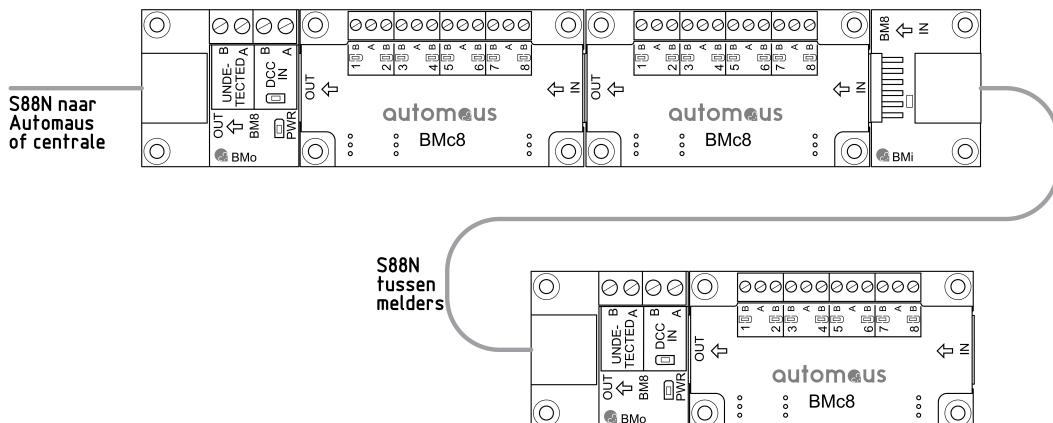 S88N naar
Automaus
of centrale
B A B A
UNDE-
TECTED
DCC
IN
OUT
BM8
PWR
BMo
B A B B A B B A B B A B
1 2 3 4 5 6 7 8
OUT
IN
automaus
BMc8
B A B B A B B A B B A B
1 2 3 4 5 6 7 8
OUT
IN
automaus
BMc8
BM8
IN
BMi
S88N
tussen
melders
B A B A
UNDE-
TECTED
DCC
IN
OUT
BM8
PWR
BMo
B A B B A B B A B B A B
1 2 3 4 5 6 7 8
OUT
IN
automaus
BMc8